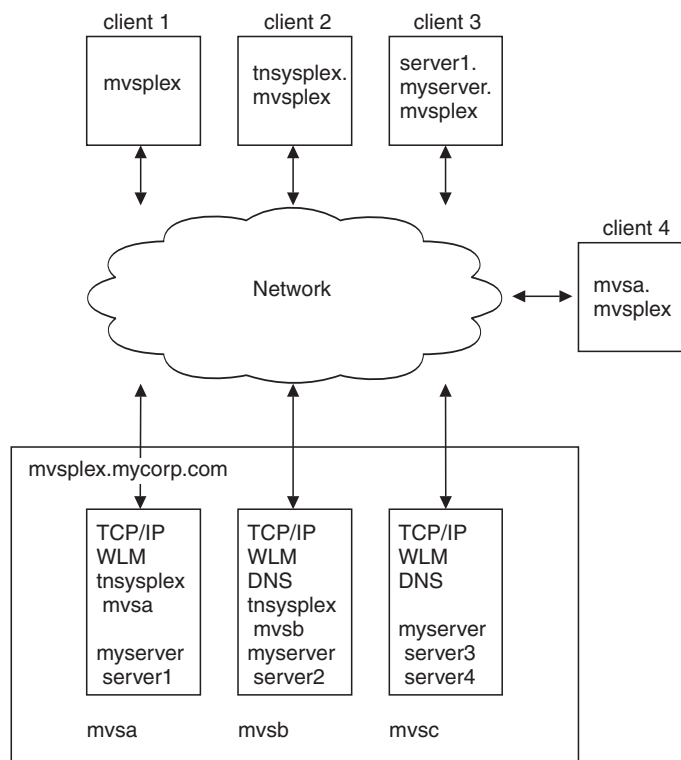 client 1
client 2
client 3
mvsplex
tnsysplex.
mvsplex
server1.
myserver.
mvsplex
client 4
mvsa.
mvsplex
Network
mvsplex.mycorp.com
TCP/IP
WLM
tnsysplex
mvsa
myserver
server1
TCP/IP
WLM
DNS
tnsysplex
mvsb
myserver
server2
TCP/IP
WLM
DNS
myserver
server3
server4
mvsa
mvsb
mvsc